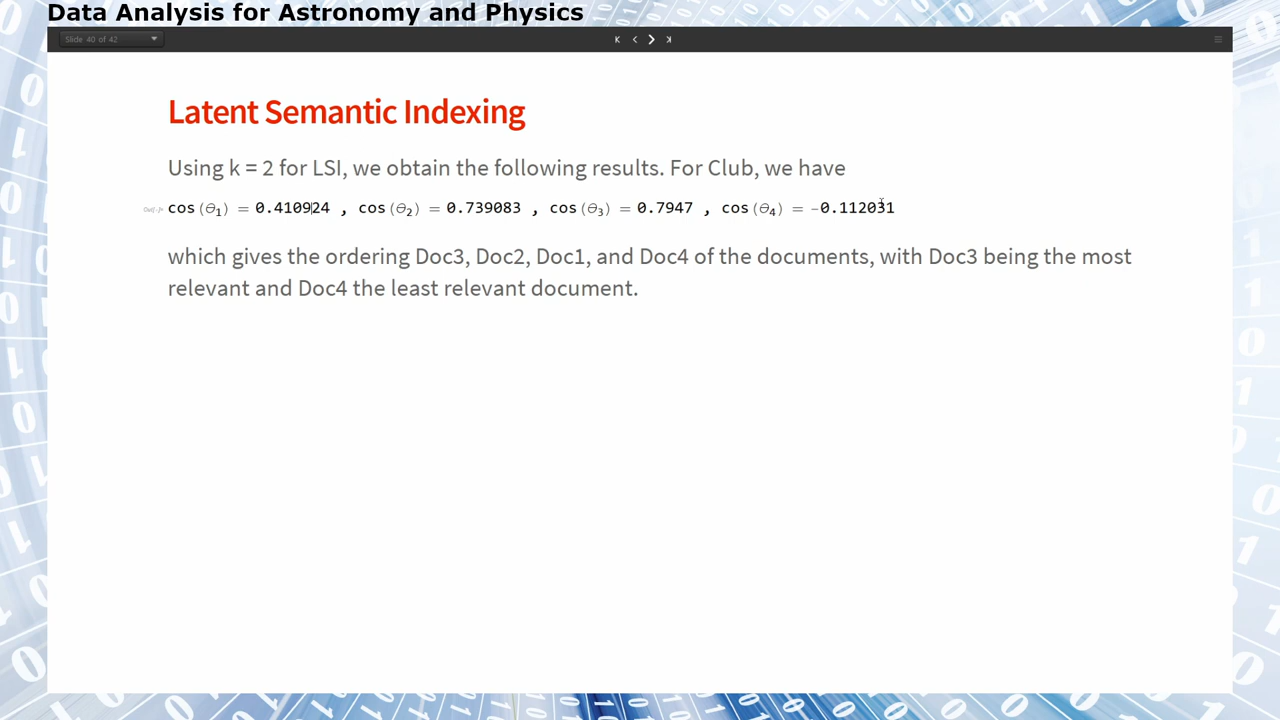 Data Analysis for Astronomy and Physics
Slide 40 of 42
Latent Semantic Indexing
Using k = 2 for LSI, we obtain the following results. For Club, we have
Out[-]= cos(θ1) = 0.410924 , cos(θ2) = 0.739083 , cos(θ3) = 0.7947 , cos(θ4) = -0.112031
which gives the ordering Doc3, Doc2, Doc1, and Doc4 of the documents, with Doc3 being the most
relevant and Doc4 the least relevant document.